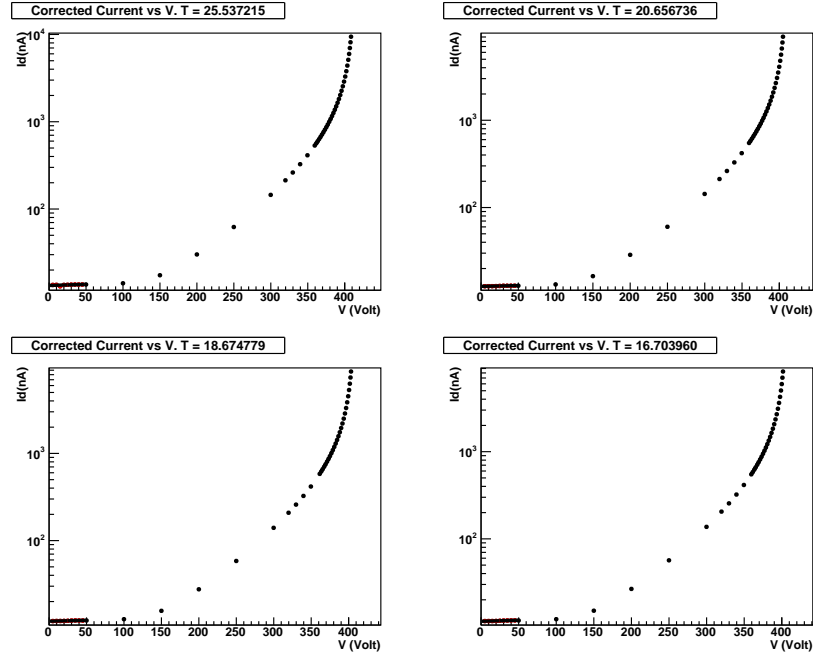 Corrected Current vs V. T = 25.537215
Id(nA)
10^4
10^3
10^2
0 50 100 150 200 250 300 350 400
V (Volt)
Corrected Current vs V. T = 20.656736
Id(nA)
10^3
10^2
0 50 100 150 200 250 300 350 400
V (Volt)
Corrected Current vs V. T = 18.674779
Id(nA)
10^3
10^2
0 50 100 150 200 250 300 350 400
V (Volt)
Corrected Current vs V. T = 16.703960
Id(nA)
10^3
10^2
0 50 100 150 200 250 300 350 400
V (Volt)